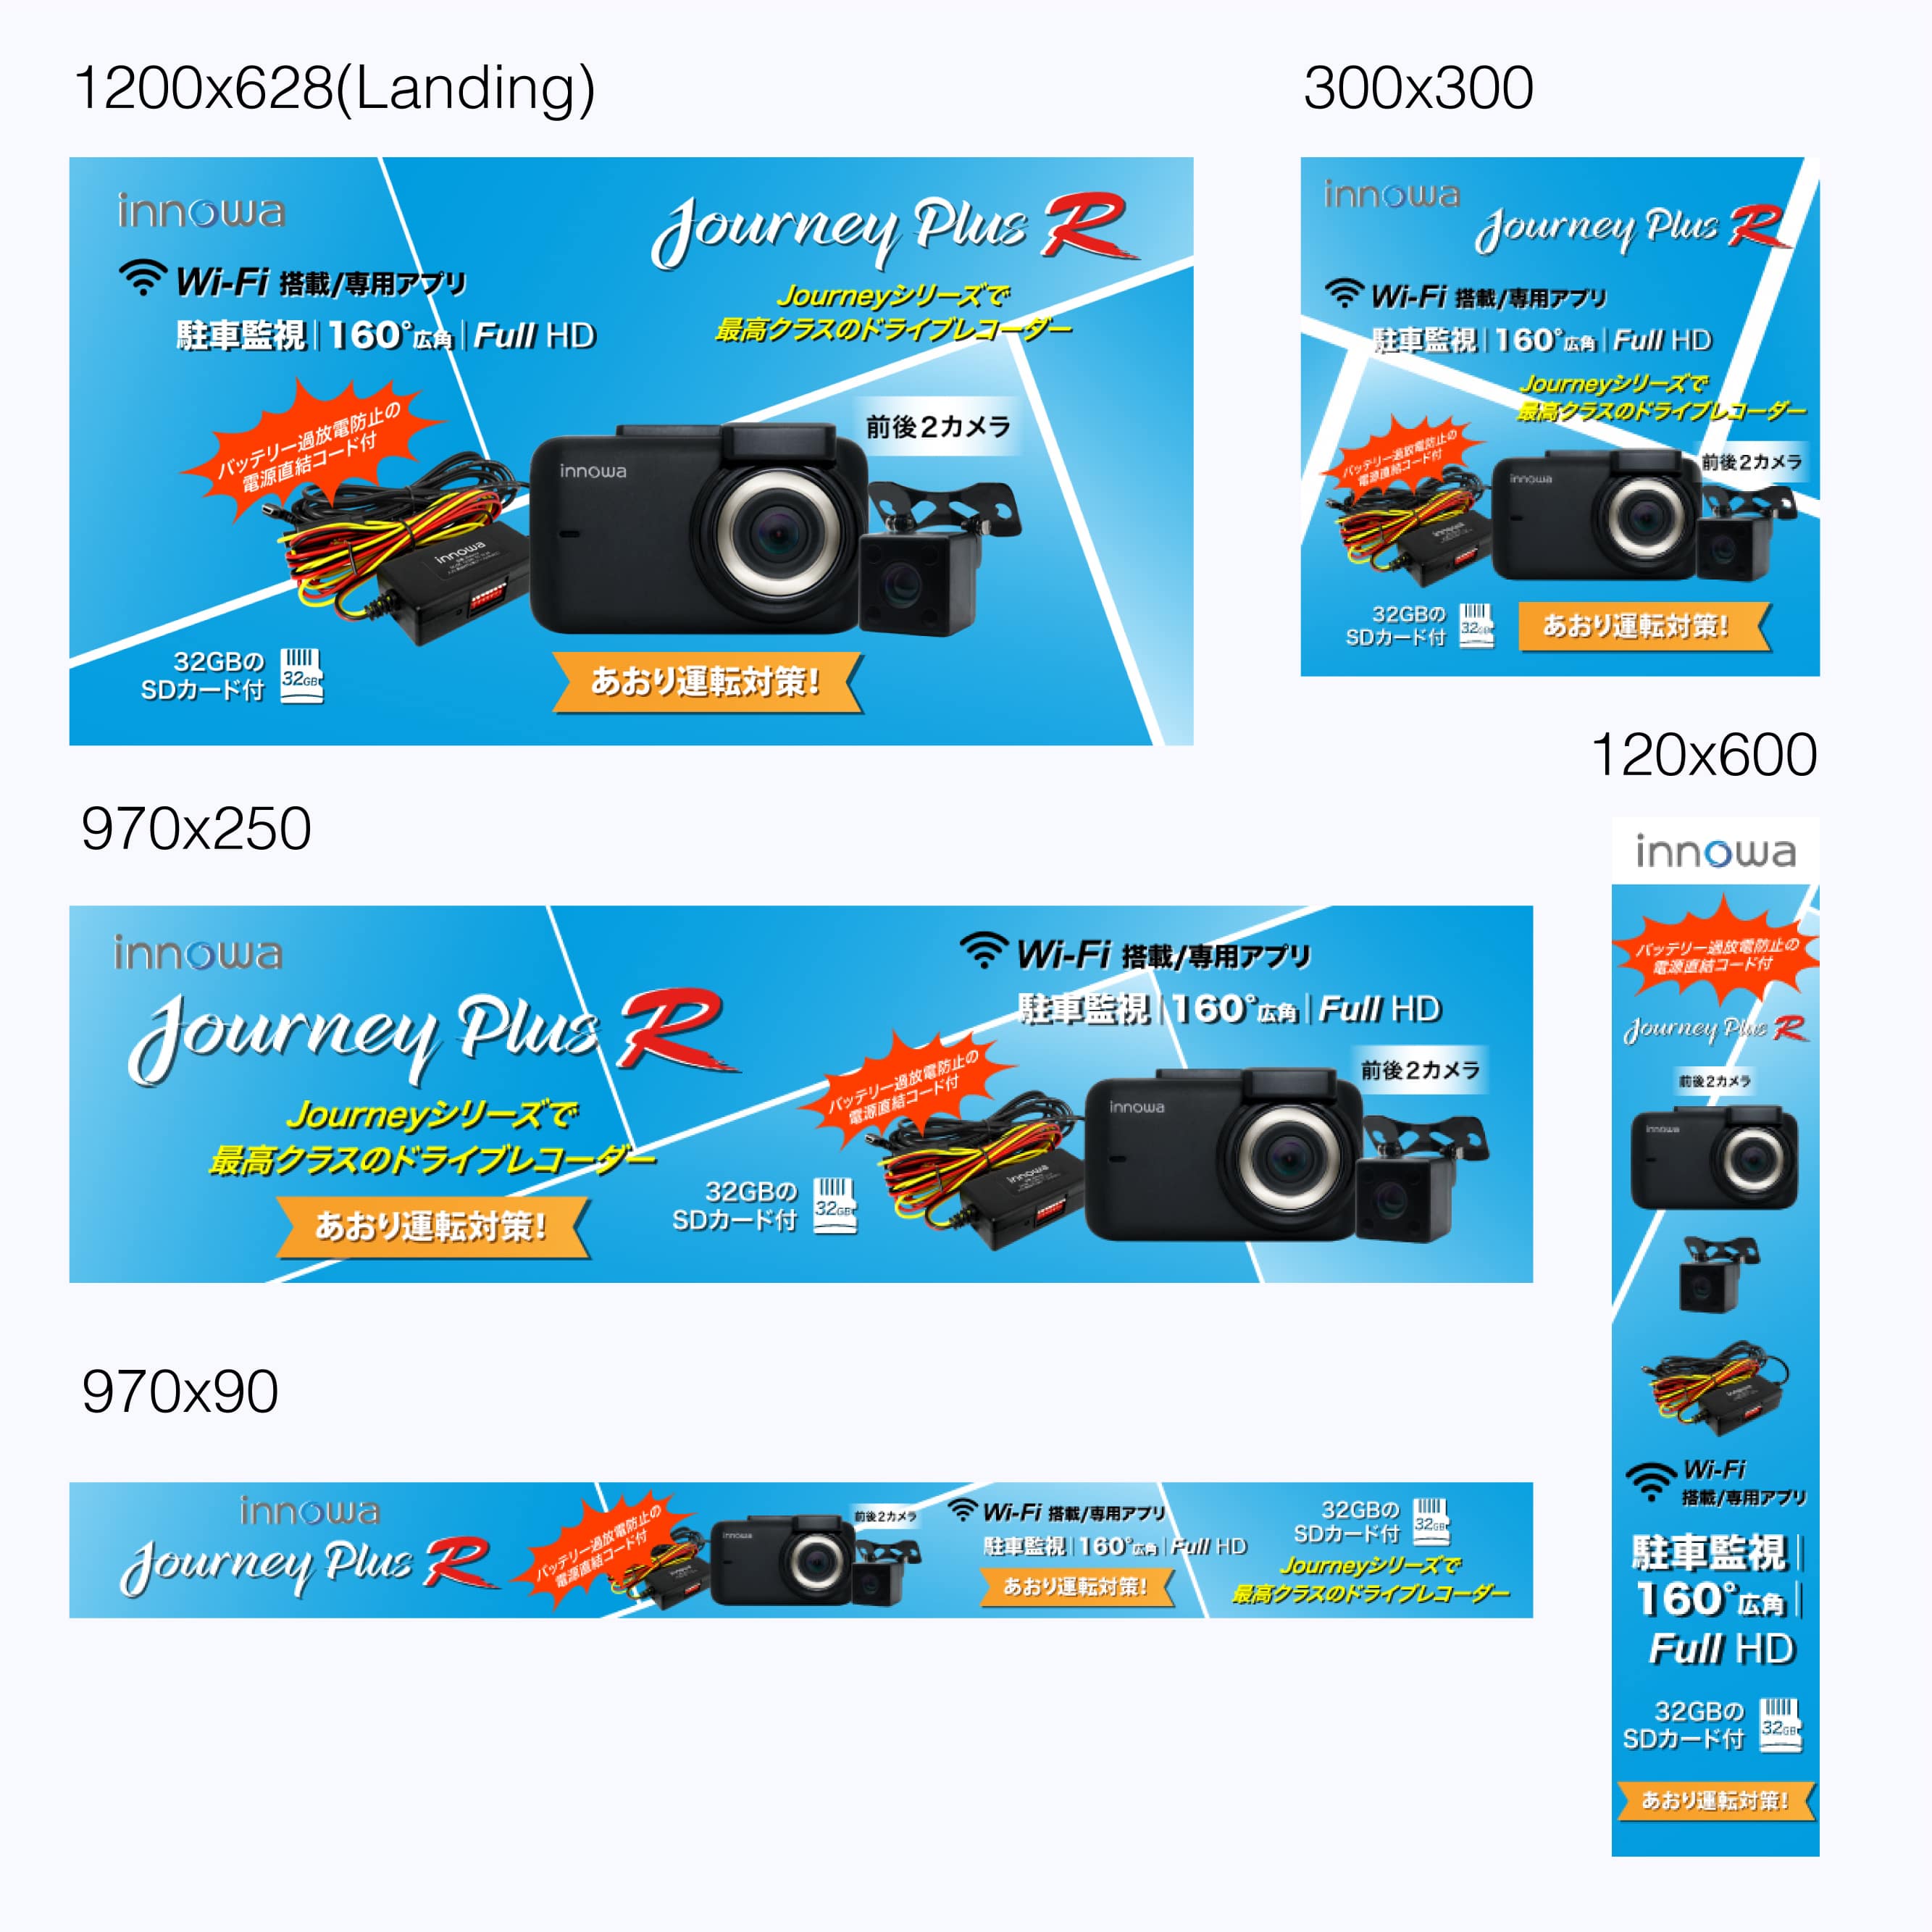 1200x628(Landing)
innowa
Journey Plus R
Wi-Fi 搭載/専用アプリ
駐車監視|160°広角|Full HD
Journeyシリーズで
最高クラスのドライブレコーダー
バッテリー過放電防止の
電源直結コード付
前後2カメラ
innowa
innowa
32GBの
SDカード付
32GB
あおり運転対策!
300x300
innowa
Journey Plus R
Wi-Fi 搭載/専用アプリ
駐車監視|160°広角|Full HD
Journeyシリーズで
最高クラスのドライブレコーダー
バッテリー過放電防止の
電源直結コード付
前後2カメラ
innowa
innowa
32GBの
SDカード付
32GB
あおり運転対策!
970x250
innowa
Journey Plus R
Journeyシリーズで
最高クラスのドライブレコーダー
あおり運転対策!
Wi-Fi 搭載/専用アプリ
駐車監視|160°広角|Full HD
バッテリー過放電防止の
電源直結コード付
前後2カメラ
innowa
innowa
32GBの
SDカード付
32GB
970x90
innowa
Journey Plus R
バッテリー過放電防止の
電源直結コード付
innowa
前後2カメラ
Wi-Fi 搭載/専用アプリ
駐車監視|160°広角|Full HD
あおり運転対策!
32GBの
SDカード付
32GB
Journeyシリーズで
最高クラスのドライブレコーダー
120x600
innowa
バッテリー過放電防止の
電源直結コード付
Journey Plus R
前後2カメラ
innowa
Wi-Fi
搭載/専用アプリ
駐車監視|
160°広角|
Full HD
32GBの
SDカード付
32GB
あおり運転対策!